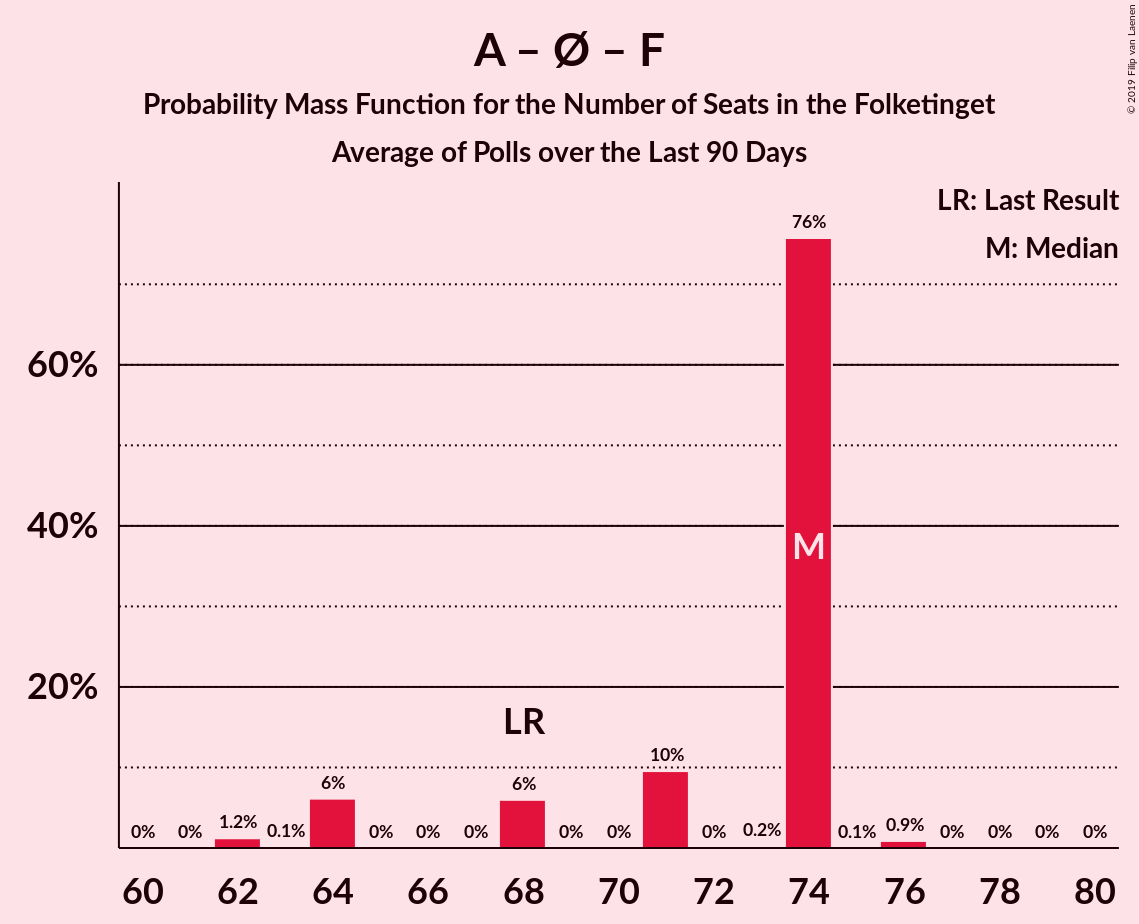 A – Ø – F
Probability Mass Function for the Number of Seats in the Folketinget
Average of Polls over the Last 90 Days
© 2019 Filip van Laenen
LR: Last Result
M: Median
76%
60%
40%
M
20%
LR
0% 0% 1.2% 0.1% 6% 0% 0% 0% 6% 0% 0% 10% 0% 0.2% 0.1% 0.9% 0% 0% 0% 0%
60 62 64 66 68 70 72 74 76 78 80